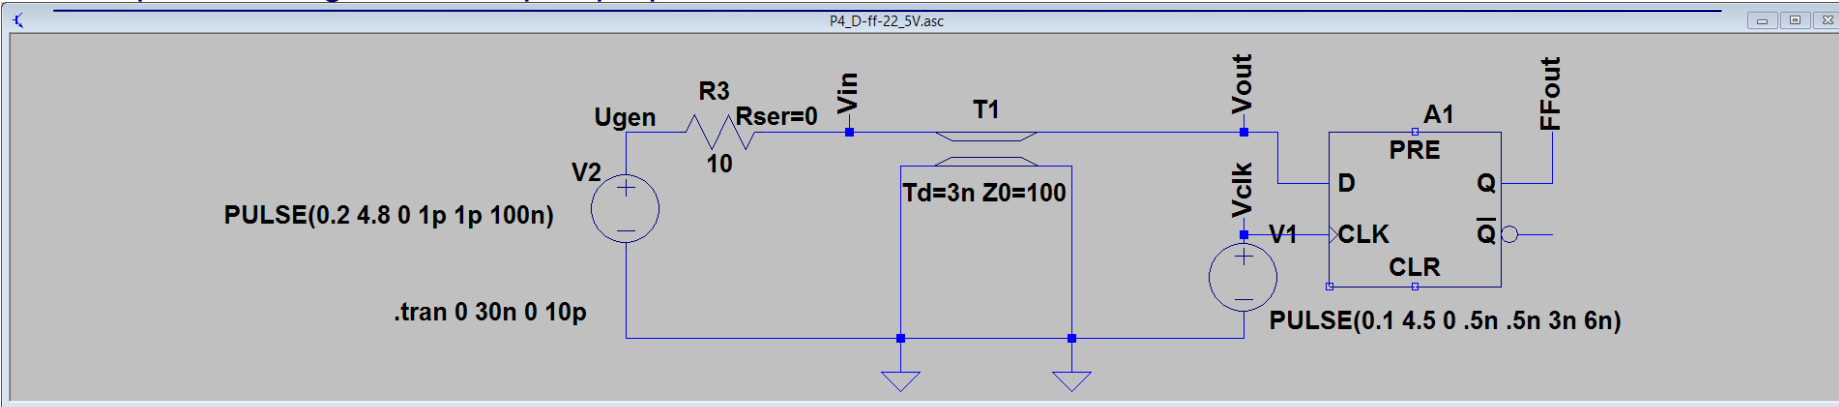 P4_D-ff-22_5V.asc
R3
Ugen
Rser=0
10
Vin
T1
Td=3n Z0=100
Vout
Vclk
FFout
A1
PRE
D
Q
CLK
Q
CLR
V2
V1
PULSE(0.2 4.8 0 1p 1p 100n)
.tran 0 30n 0 10p
PULSE(0.1 4.5 0 .5n .5n 3n 6n)